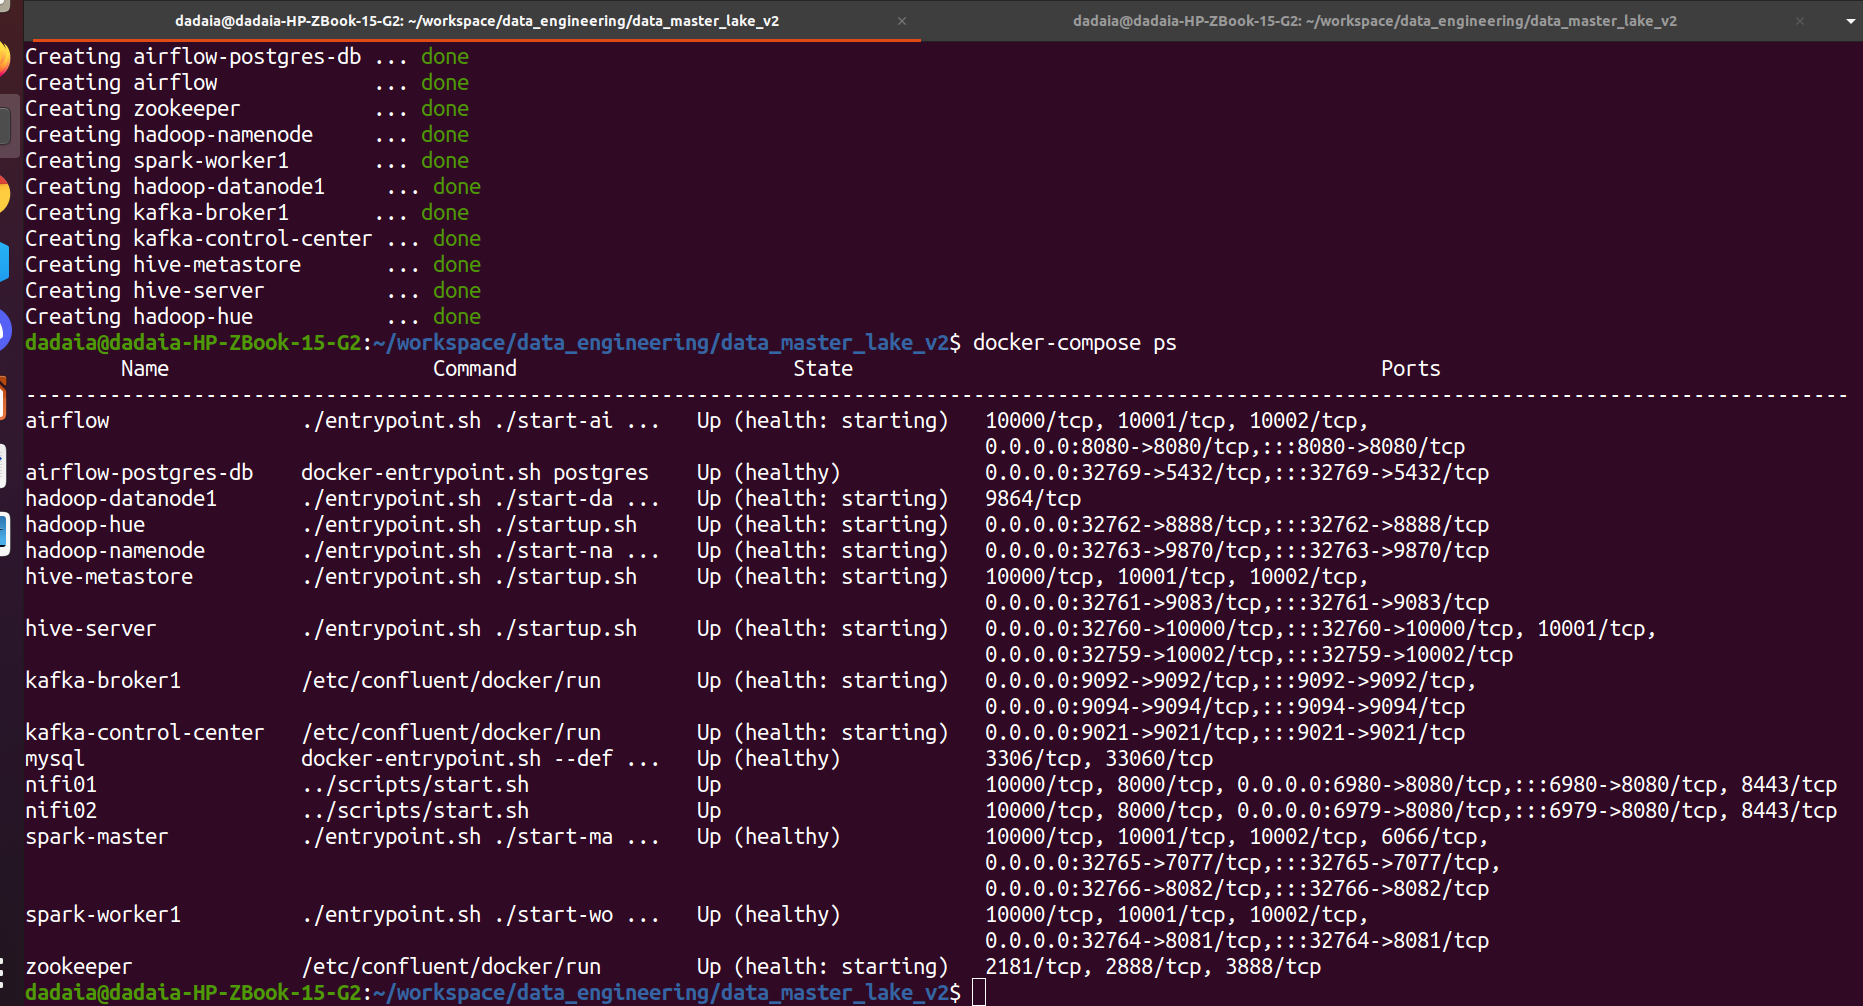 dadaia@dadaia-HP-ZBook-15-G2: ~/workspace/data_engineering/data_master_lake_v2 × dadaia@dadaia-HP-ZBook-15-G2: ~/workspace/data_engineering/data_master_lake_v2 ×
Creating airflow-postgres-db ... done
Creating airflow             ... done
Creating zookeeper           ... done
Creating hadoop-namenode     ... done
Creating spark-worker1       ... done
Creating hadoop-datanode1     ... done
Creating kafka-broker1       ... done
Creating kafka-control-center ... done
Creating hive-metastore       ... done
Creating hive-server          ... done
Creating hadoop-hue           ... done
dadaia@dadaia-HP-ZBook-15-G2:~/workspace/data_engineering/data_master_lake_v2$ docker-compose ps
        Name                      Command                       State                                            Ports
--------------------------------------------------------------------------------------------------------------------------------------------------------
airflow                ./entrypoint.sh ./start-ai ...   Up (health: starting)   10000/tcp, 10001/tcp, 10002/tcp,
                                                                                0.0.0.0:8080->8080/tcp,:::8080->8080/tcp
airflow-postgres-db    docker-entrypoint.sh postgres    Up (healthy)            0.0.0.0:32769->5432/tcp,:::32769->5432/tcp
hadoop-datanode1       ./entrypoint.sh ./start-da ...   Up (health: starting)   9864/tcp
hadoop-hue             ./entrypoint.sh ./startup.sh     Up (health: starting)   0.0.0.0:32762->8888/tcp,:::32762->8888/tcp
hadoop-namenode        ./entrypoint.sh ./start-na ...   Up (health: starting)   0.0.0.0:32763->9870/tcp,:::32763->9870/tcp
hive-metastore         ./entrypoint.sh ./startup.sh     Up (health: starting)   10000/tcp, 10001/tcp, 10002/tcp,
                                                                                0.0.0.0:32761->9083/tcp,:::32761->9083/tcp
hive-server            ./entrypoint.sh ./startup.sh     Up (health: starting)   0.0.0.0:32760->10000/tcp,:::32760->10000/tcp, 10001/tcp,
                                                                                0.0.0.0:32759->10002/tcp,:::32759->10002/tcp
kafka-broker1          /etc/confluent/docker/run        Up (health: starting)   0.0.0.0:9092->9092/tcp,:::9092->9092/tcp,
                                                                                0.0.0.0:9094->9094/tcp,:::9094->9094/tcp
kafka-control-center   /etc/confluent/docker/run        Up (health: starting)   0.0.0.0:9021->9021/tcp,:::9021->9021/tcp
mysql                  docker-entrypoint.sh --def ...   Up (healthy)            3306/tcp, 33060/tcp
nifi01                 ../scripts/start.sh              Up                      10000/tcp, 8000/tcp, 0.0.0.0:6980->8080/tcp,:::6980->8080/tcp, 8443/tcp
nifi02                 ../scripts/start.sh              Up                      10000/tcp, 8000/tcp, 0.0.0.0:6979->8080/tcp,:::6979->8080/tcp, 8443/tcp
spark-master           ./entrypoint.sh ./start-ma ...   Up (healthy)            10000/tcp, 10001/tcp, 10002/tcp, 6066/tcp,
                                                                                0.0.0.0:32765->7077/tcp,:::32765->7077/tcp,
                                                                                0.0.0.0:32766->8082/tcp,:::32766->8082/tcp
spark-worker1          ./entrypoint.sh ./start-wo ...   Up (healthy)            10000/tcp, 10001/tcp, 10002/tcp,
                                                                                0.0.0.0:32764->8081/tcp,:::32764->8081/tcp
zookeeper              /etc/confluent/docker/run        Up (health: starting)   2181/tcp, 2888/tcp, 3888/tcp
dadaia@dadaia-HP-ZBook-15-G2:~/workspace/data_engineering/data_master_lake_v2$